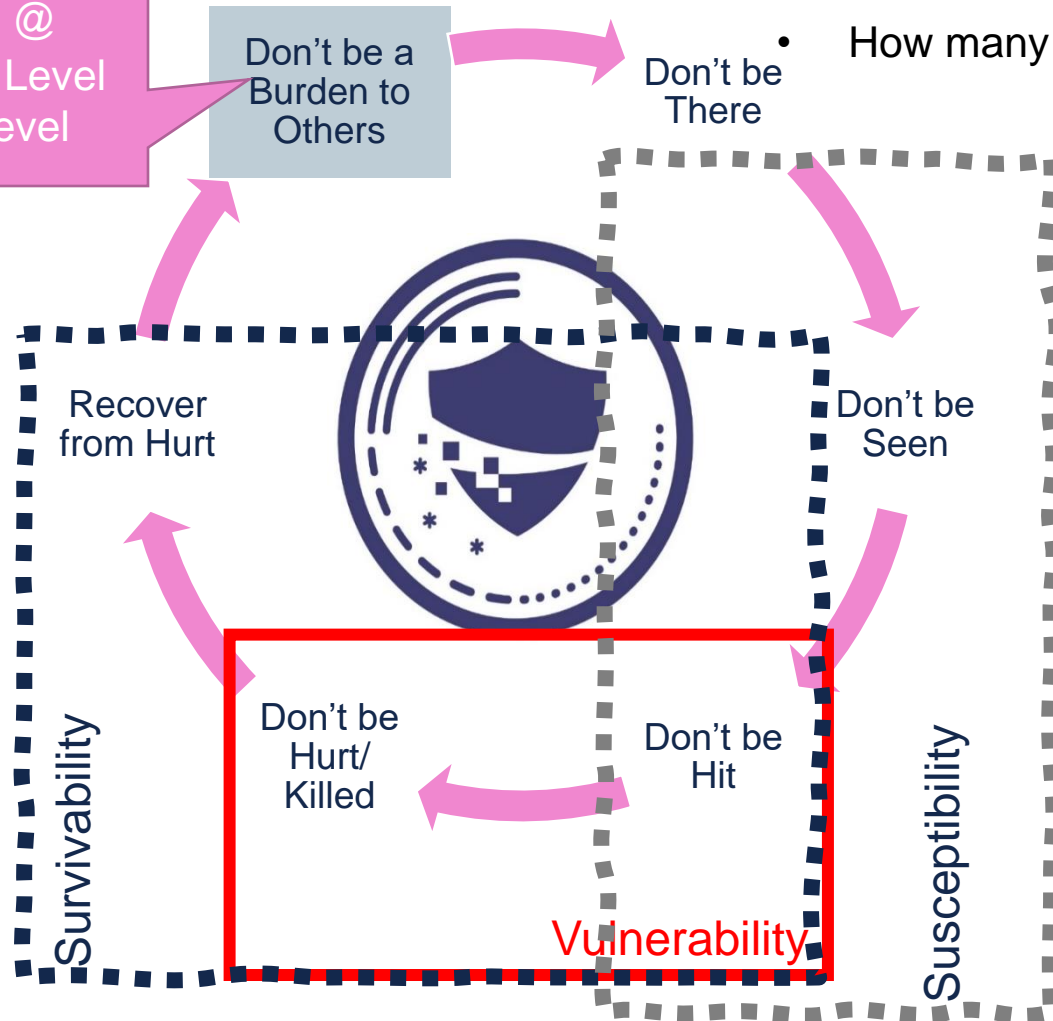 @
Level
evel
Don't be a
Burden to
Others
Don't be
There
• How many
Don't be
Seen
Don't be
Hit
Don't be
Hurt/
Killed
Recover
from Hurt
Survivability
Vulnerability
Susceptibility